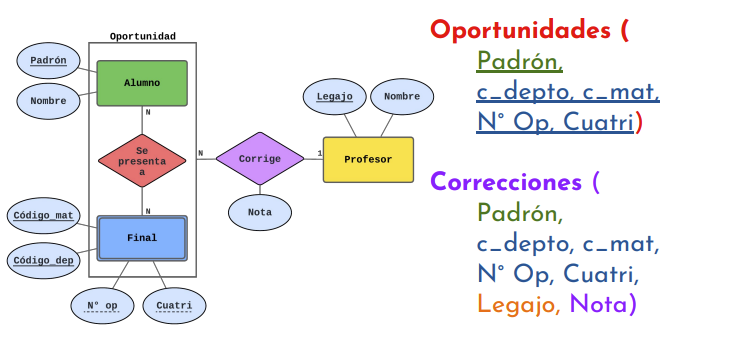 Oportunidad
Padrón
Nombre
Alumno
N
Se
presenta
a
N
Código_mat
Código_dep
Final
N° op
Cuatri
N
Corrige
1
Nota
Legajo
Nombre
Profesor
Oportunidades (
Padrón,
c_depto, c_mat,
N° Op, Cuatri)
Correcciones (
Padrón,
c_depto, c_mat,
N° Op, Cuatri,
Legajo, Nota)